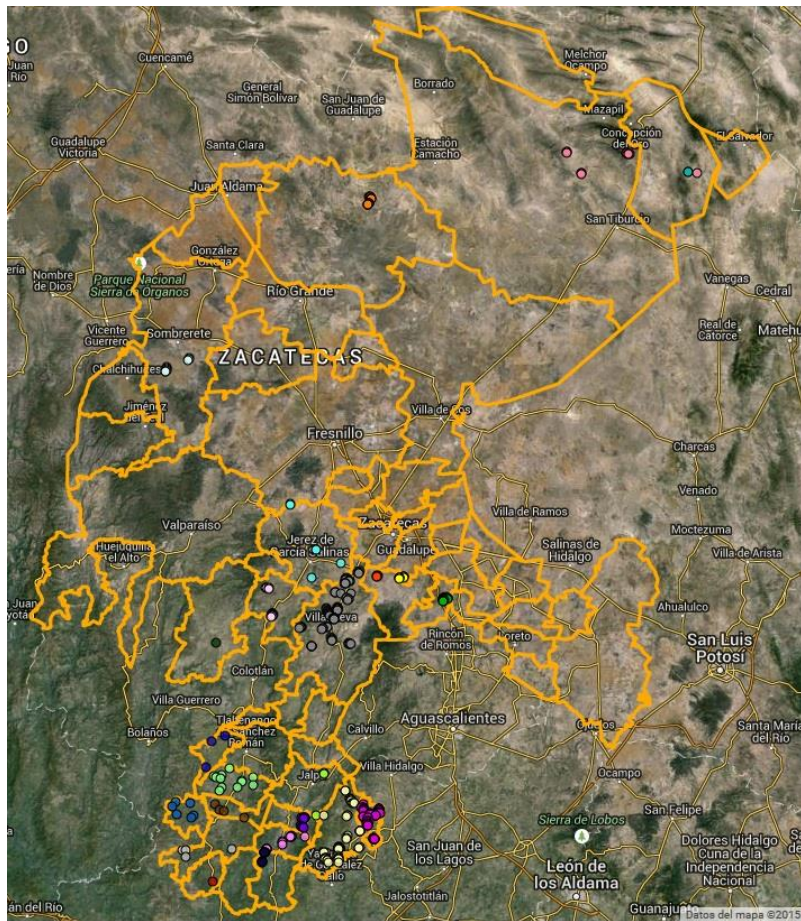 GO
Juan
Río
Cuencamé
General
Simón Bolívar
San Juan de
Guadalupe
Borrado
Melchor
Ocampo
Mazapil
Concepción
del Oro
El Salvador
Guadalupe
Victoria
Santa Clara
Estación
Camacho
Juan Aldama
San Tiburcio
González
Ortega
Nombre
de Dios
Parque Nacional
Sierra de Órganos
Río Grande
Vanegas
Cedral
Vicente
Guerrero
Sombrerete
Real de
Catorce
Matehu
ZACATECAS
Chalchihuites
Jiménez
Villa de Cos
Fresnillo
Charcas
Venado
Valparaíso
Zacatecas
Villa de Ramos
Moctezuma
Jerez de
García Salinas
Guadalupe
Salinas de
Hidalgo
Villa de Arista
Huejuquilla
el Alto
Ahualulco
Rincón
de Romos
Loreto
San Luis
Potosí
Colotlán
Villa Guerrero
Bolaños
Tlaltenango
Aguascalientes
Calvillo
Ojuelos
Santa María
del Río
Villa Hidalgo
Jalpa
Ocampo
San Felipe
Sierra de Lobos
San Juan de
los Lagos
León de
los Aldama
Dolores Hidalgo
Cuna de la
Independencia
Nacional
Jalostotitlán
Guanajuato
Datos del mapa ©201